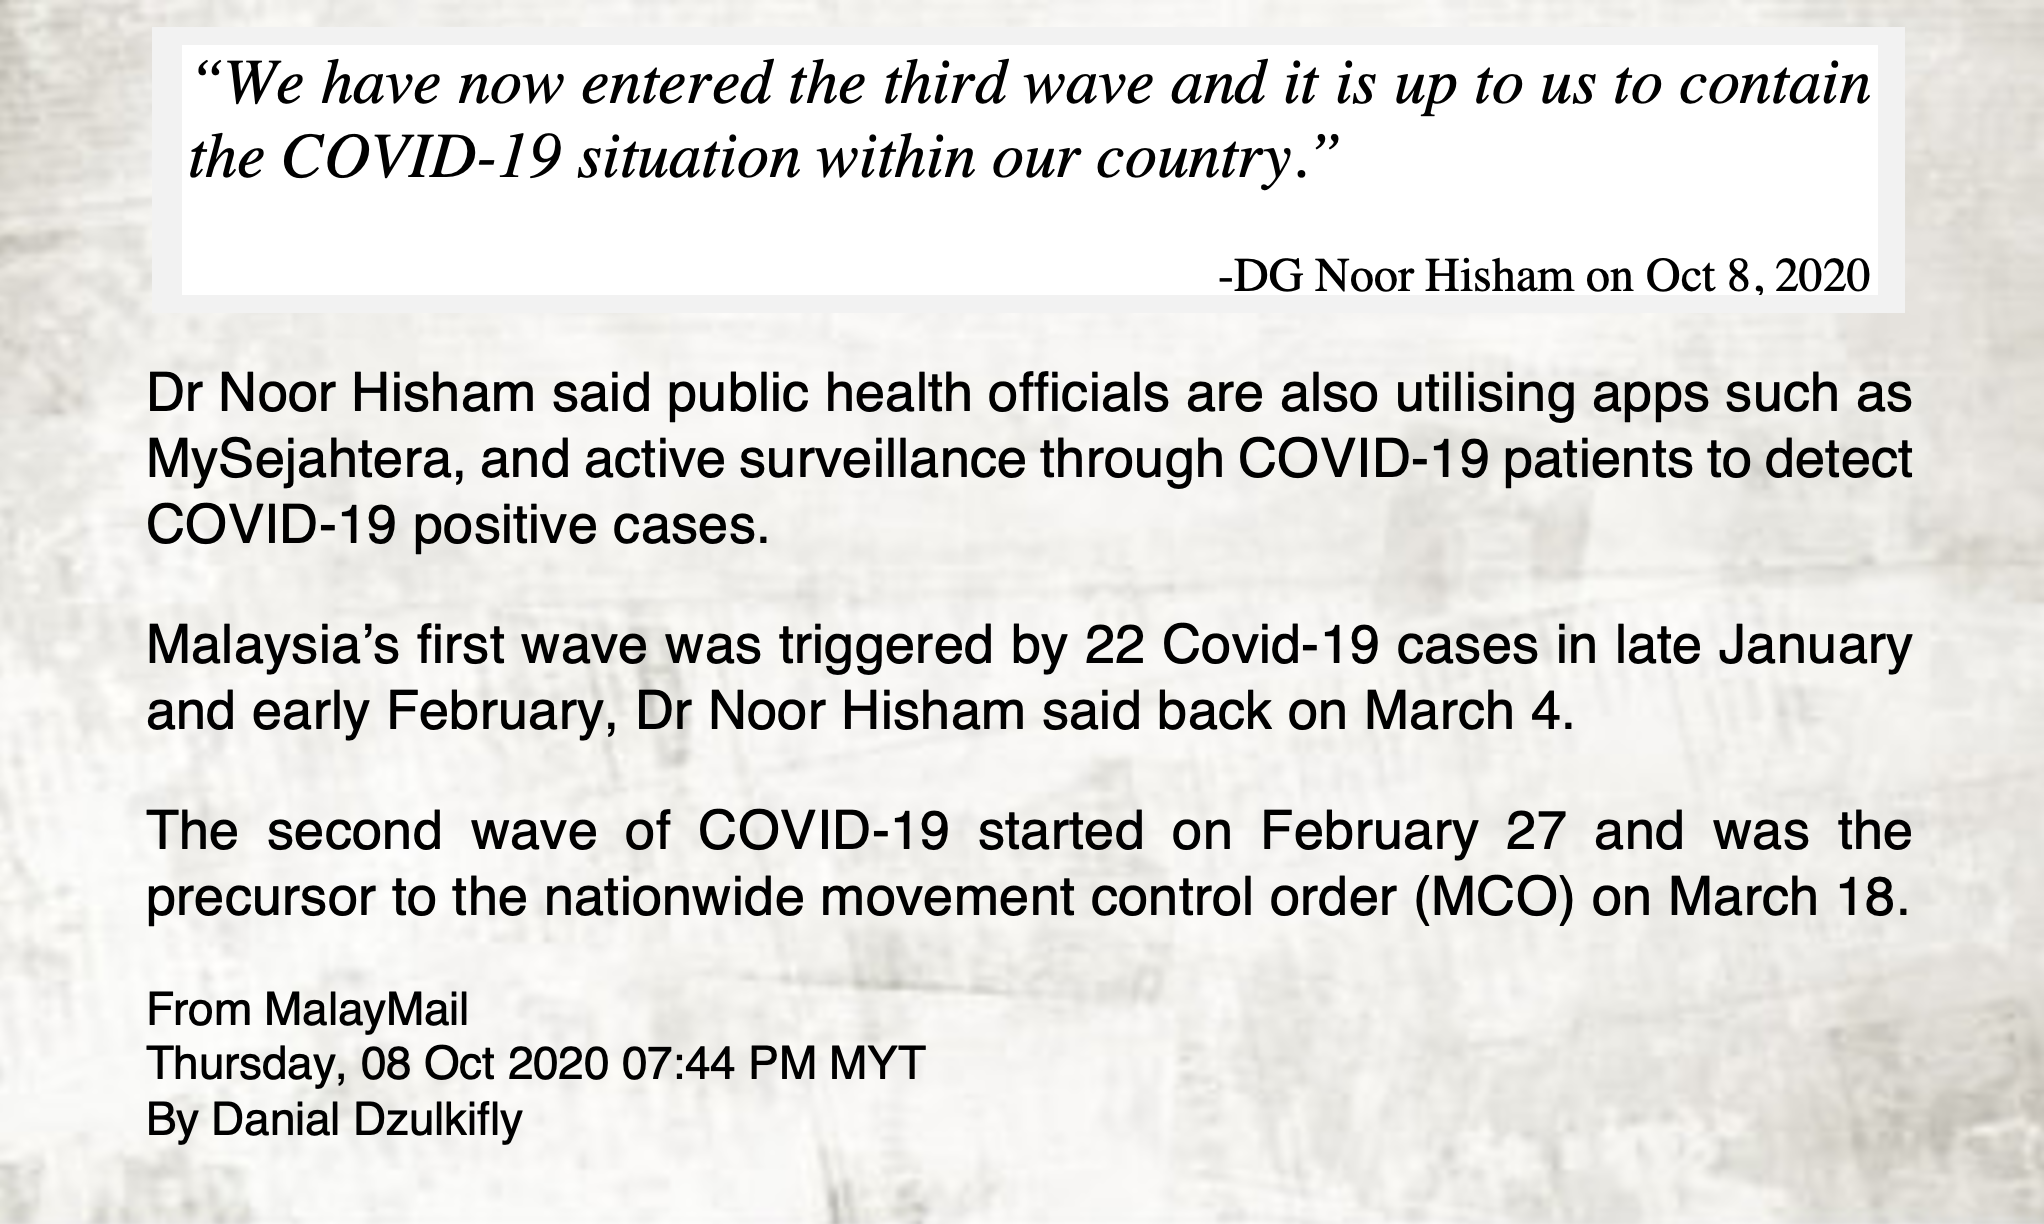 “We have now entered the third wave and it is up to us to contain
the COVID-19 situation within our country.”
-DG Noor Hisham on Oct 8, 2020
Dr Noor Hisham said public health officials are also utilising apps such as
MySejahtera, and active surveillance through COVID-19 patients to detect
COVID-19 positive cases.
Malaysia’s first wave was triggered by 22 Covid-19 cases in late January
and early February, Dr Noor Hisham said back on March 4.
The second wave of COVID-19 started on February 27 and was the
precursor to the nationwide movement control order (MCO) on March 18.
From MalayMail
Thursday, 08 Oct 2020 07:44 PM MYT
By Danial Dzulkifly